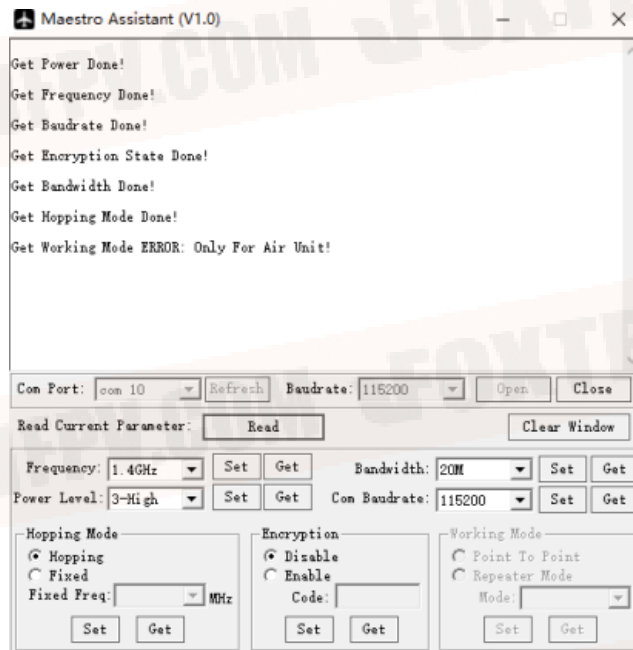 Maestro Assistant (V1.0)
Get Power Done!
Get Frequency Done!
Get Baudrate Done!
Get Encryption State Done!
Get Bandwidth Done!
Get Hopping Mode Done!
Get Working Mode ERROR: Only For Air Unit!
Com Port: com 10 Refresh Baudrate: 115200 Open Close
Read Current Parameter: Read Clear Window
Frequency: 1.4GHz Set Get Bandwidth: 20M Set Get
Power Level: 3-High Set Get Com Baudrate: 115200 Set Get
Hopping Mode Encryption Working Mode
Hopping Disable Point To Point
Fixed Enable Repeater Mode
Fixed Freq: MHz Code: Mode:
Set Get Set Get Set Get